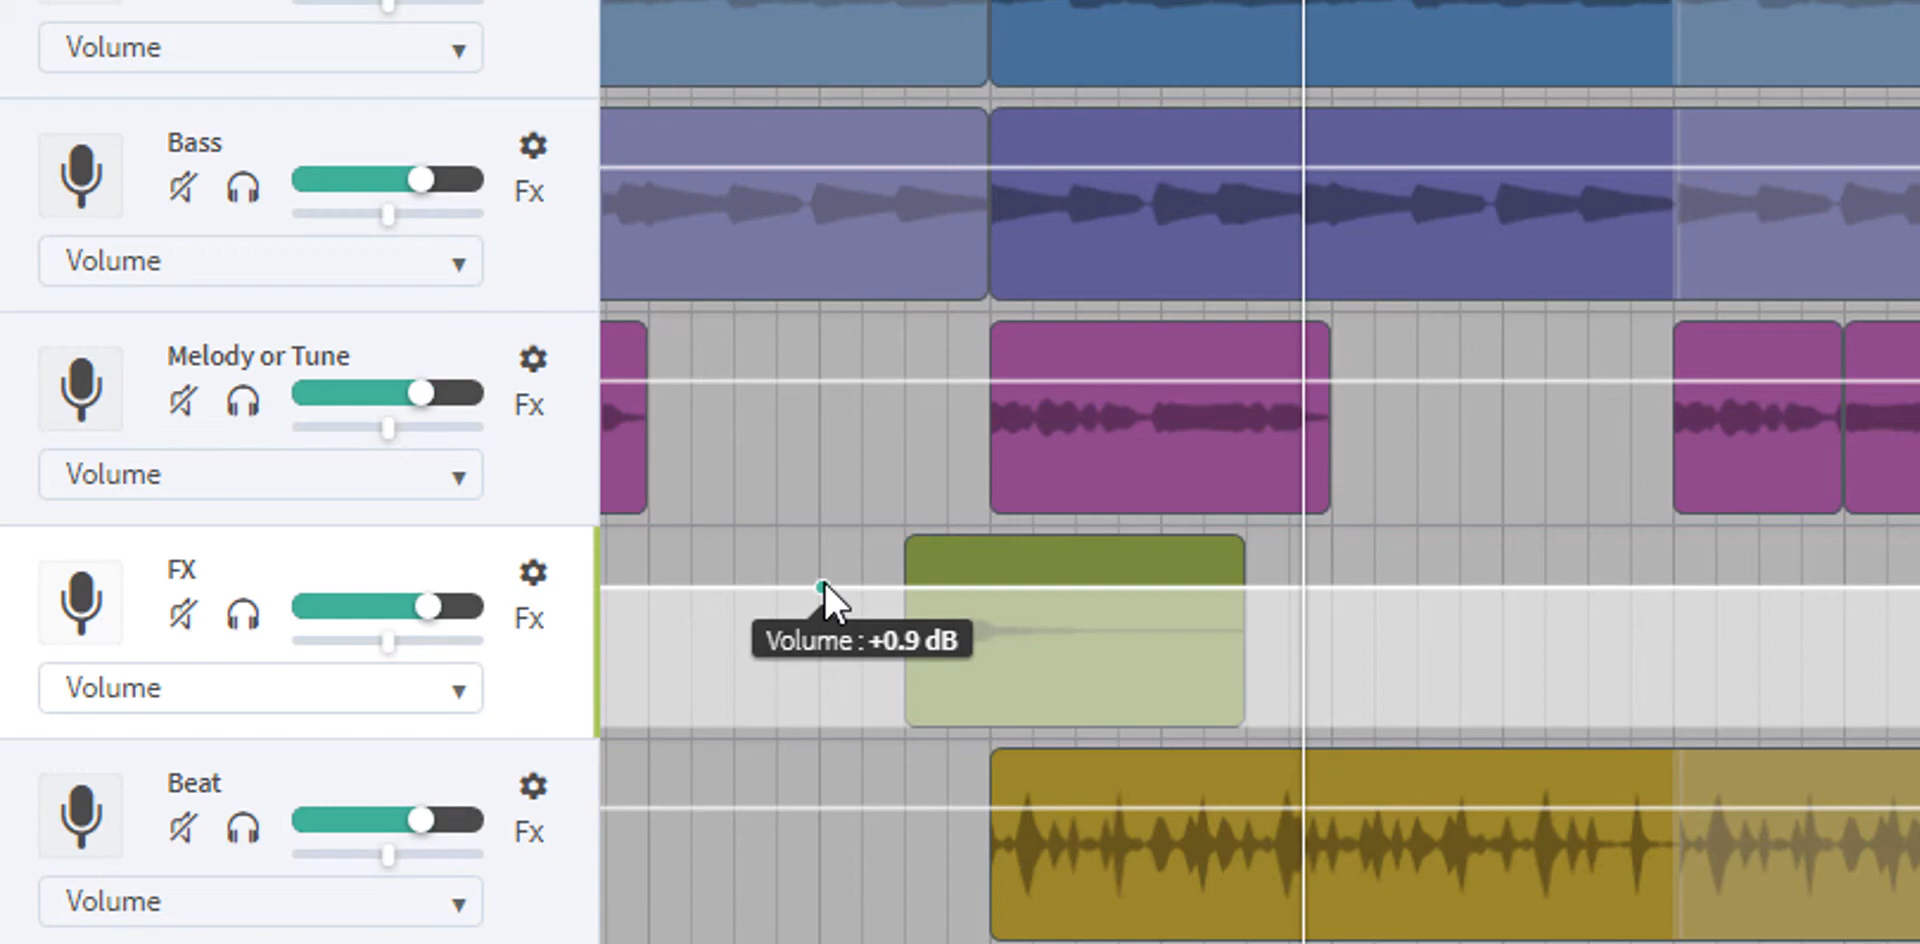 Volume
Bass
Fx
Volume
Melody or Tune
Fx
Volume
FX
Fx
Volume : +0.9 dB
Volume
Beat
Fx
Volume